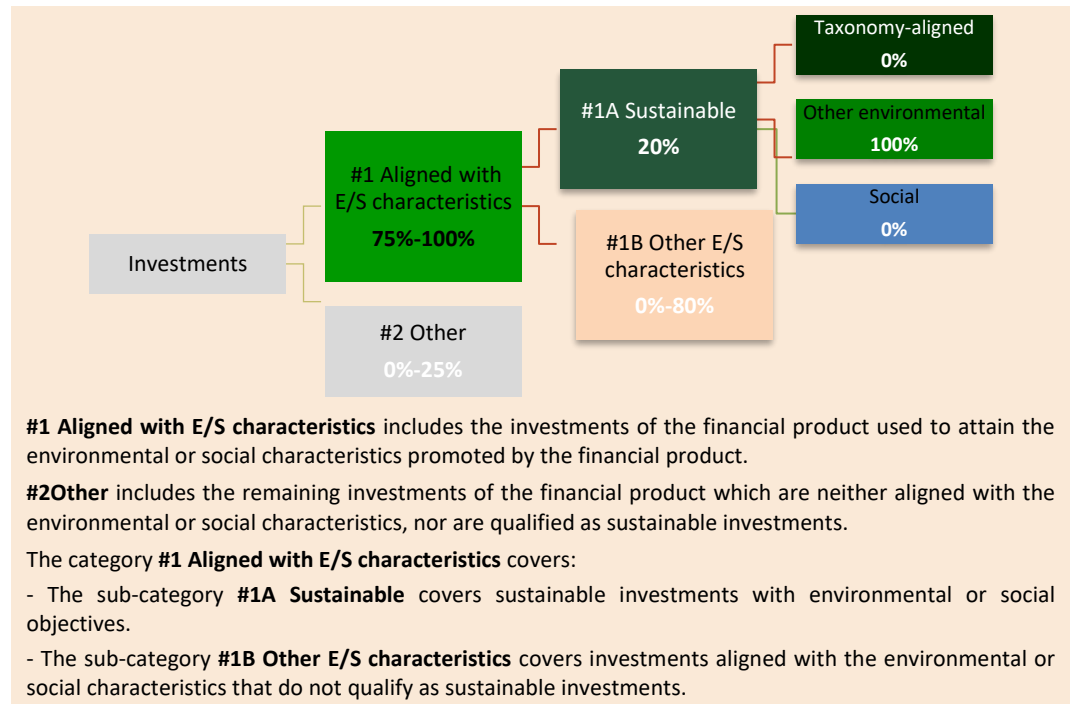 Taxonomy-aligned
0%
#1A Sustainable
20%
Other environmental
100%
#1 Aligned with
E/S characteristics
75%-100%
Social
0%
#1B Other E/S
characteristics
0%-80%
Investments
#2 Other
0%-25%
#1 Aligned with E/S characteristics includes the investments of the financial product used to attain the
environmental or social characteristics promoted by the financial product.
#2Other includes the remaining investments of the financial product which are neither aligned with the
environmental or social characteristics, nor are qualified as sustainable investments.
The category #1 Aligned with E/S characteristics covers:
- The sub-category #1A Sustainable covers sustainable investments with environmental or social
objectives.
- The sub-category #1B Other E/S characteristics covers investments aligned with the environmental or
social characteristics that do not qualify as sustainable investments.